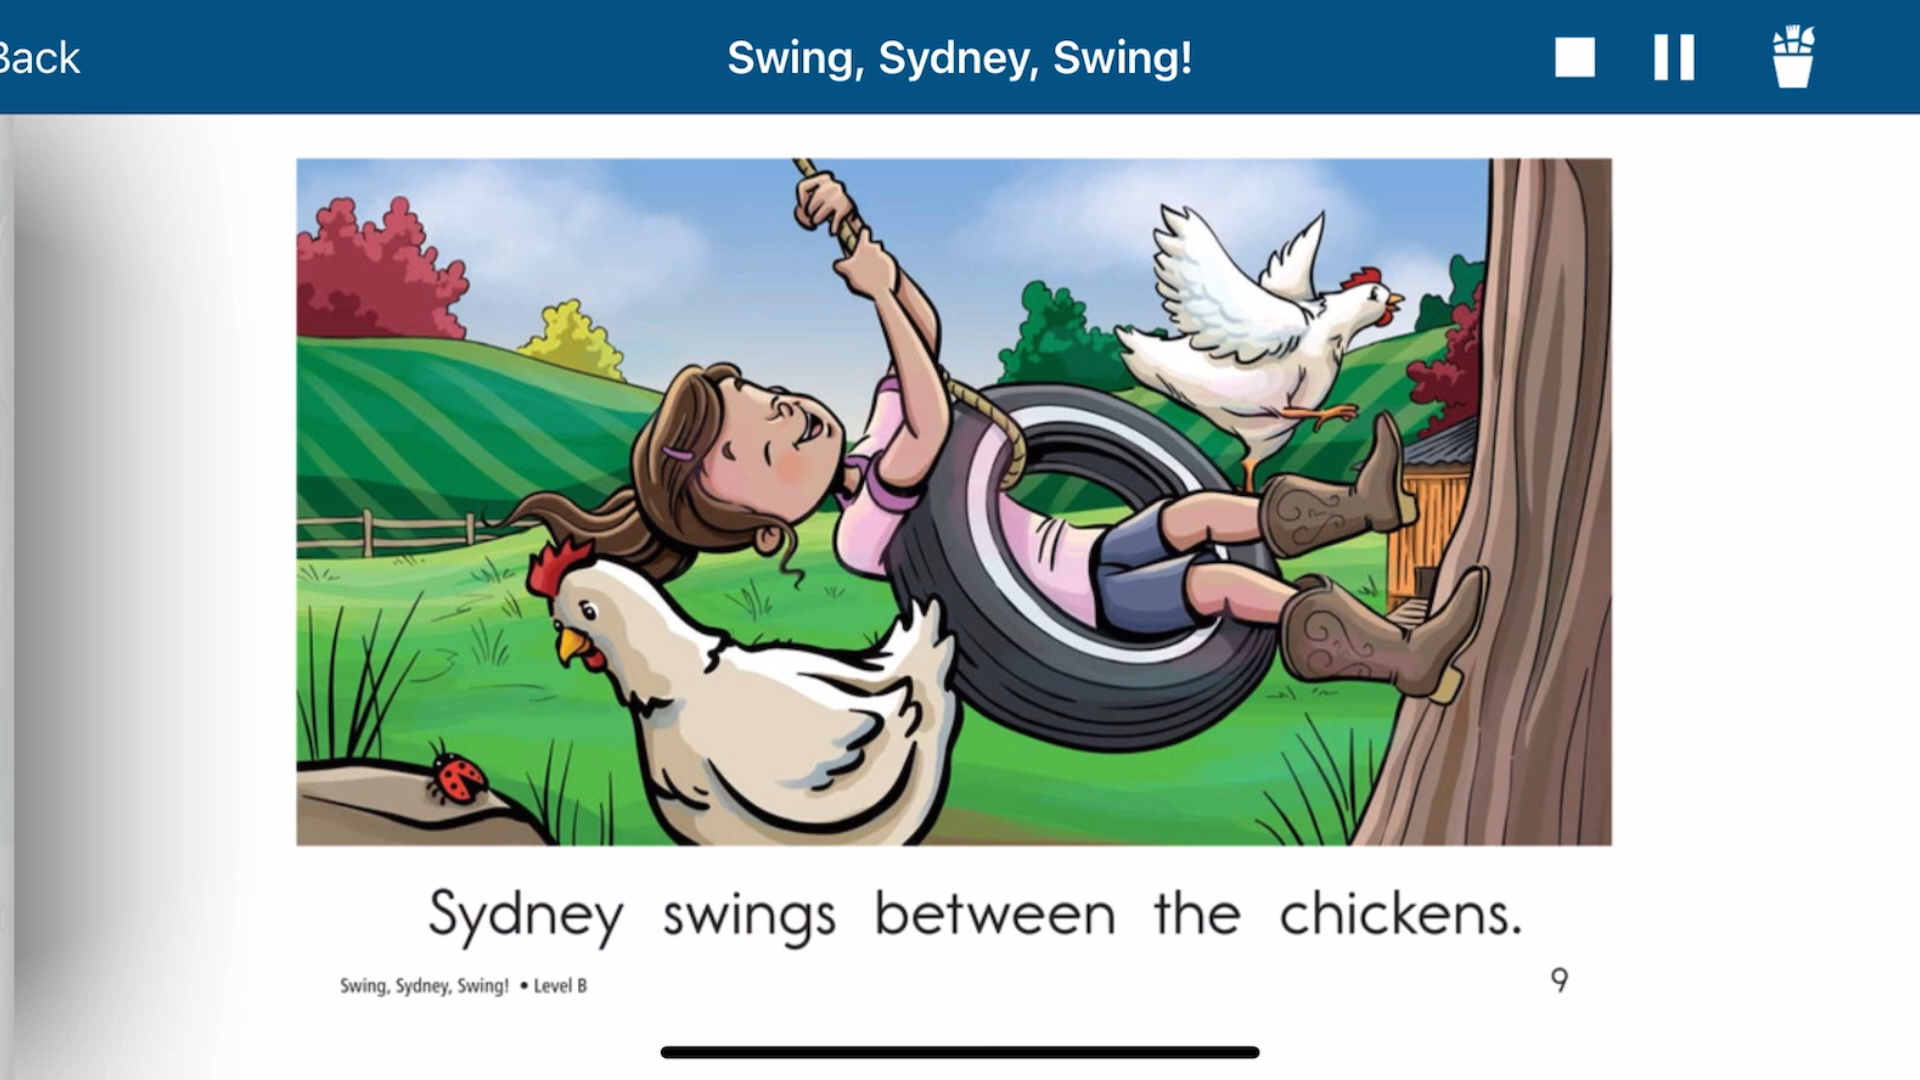 Back
Swing, Sydney, Swing!
Sydney swings between the chickens.
Swing, Sydney, Swing! • Level B
9